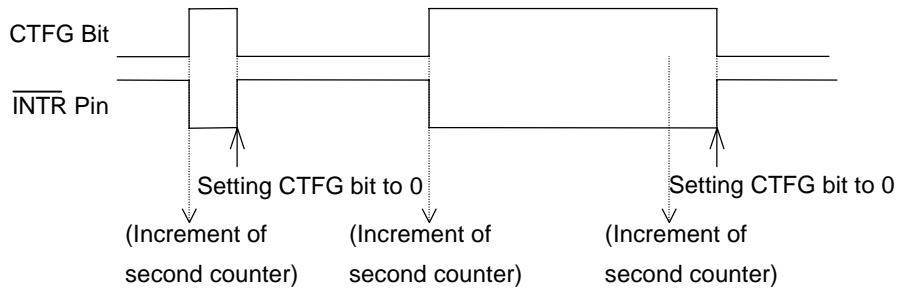 CTFG Bit
INTR Pin
Setting CTFG bit to 0
Setting CTFG bit to 0
(Increment of
second counter)
(Increment of
second counter)
(Increment of
second counter)